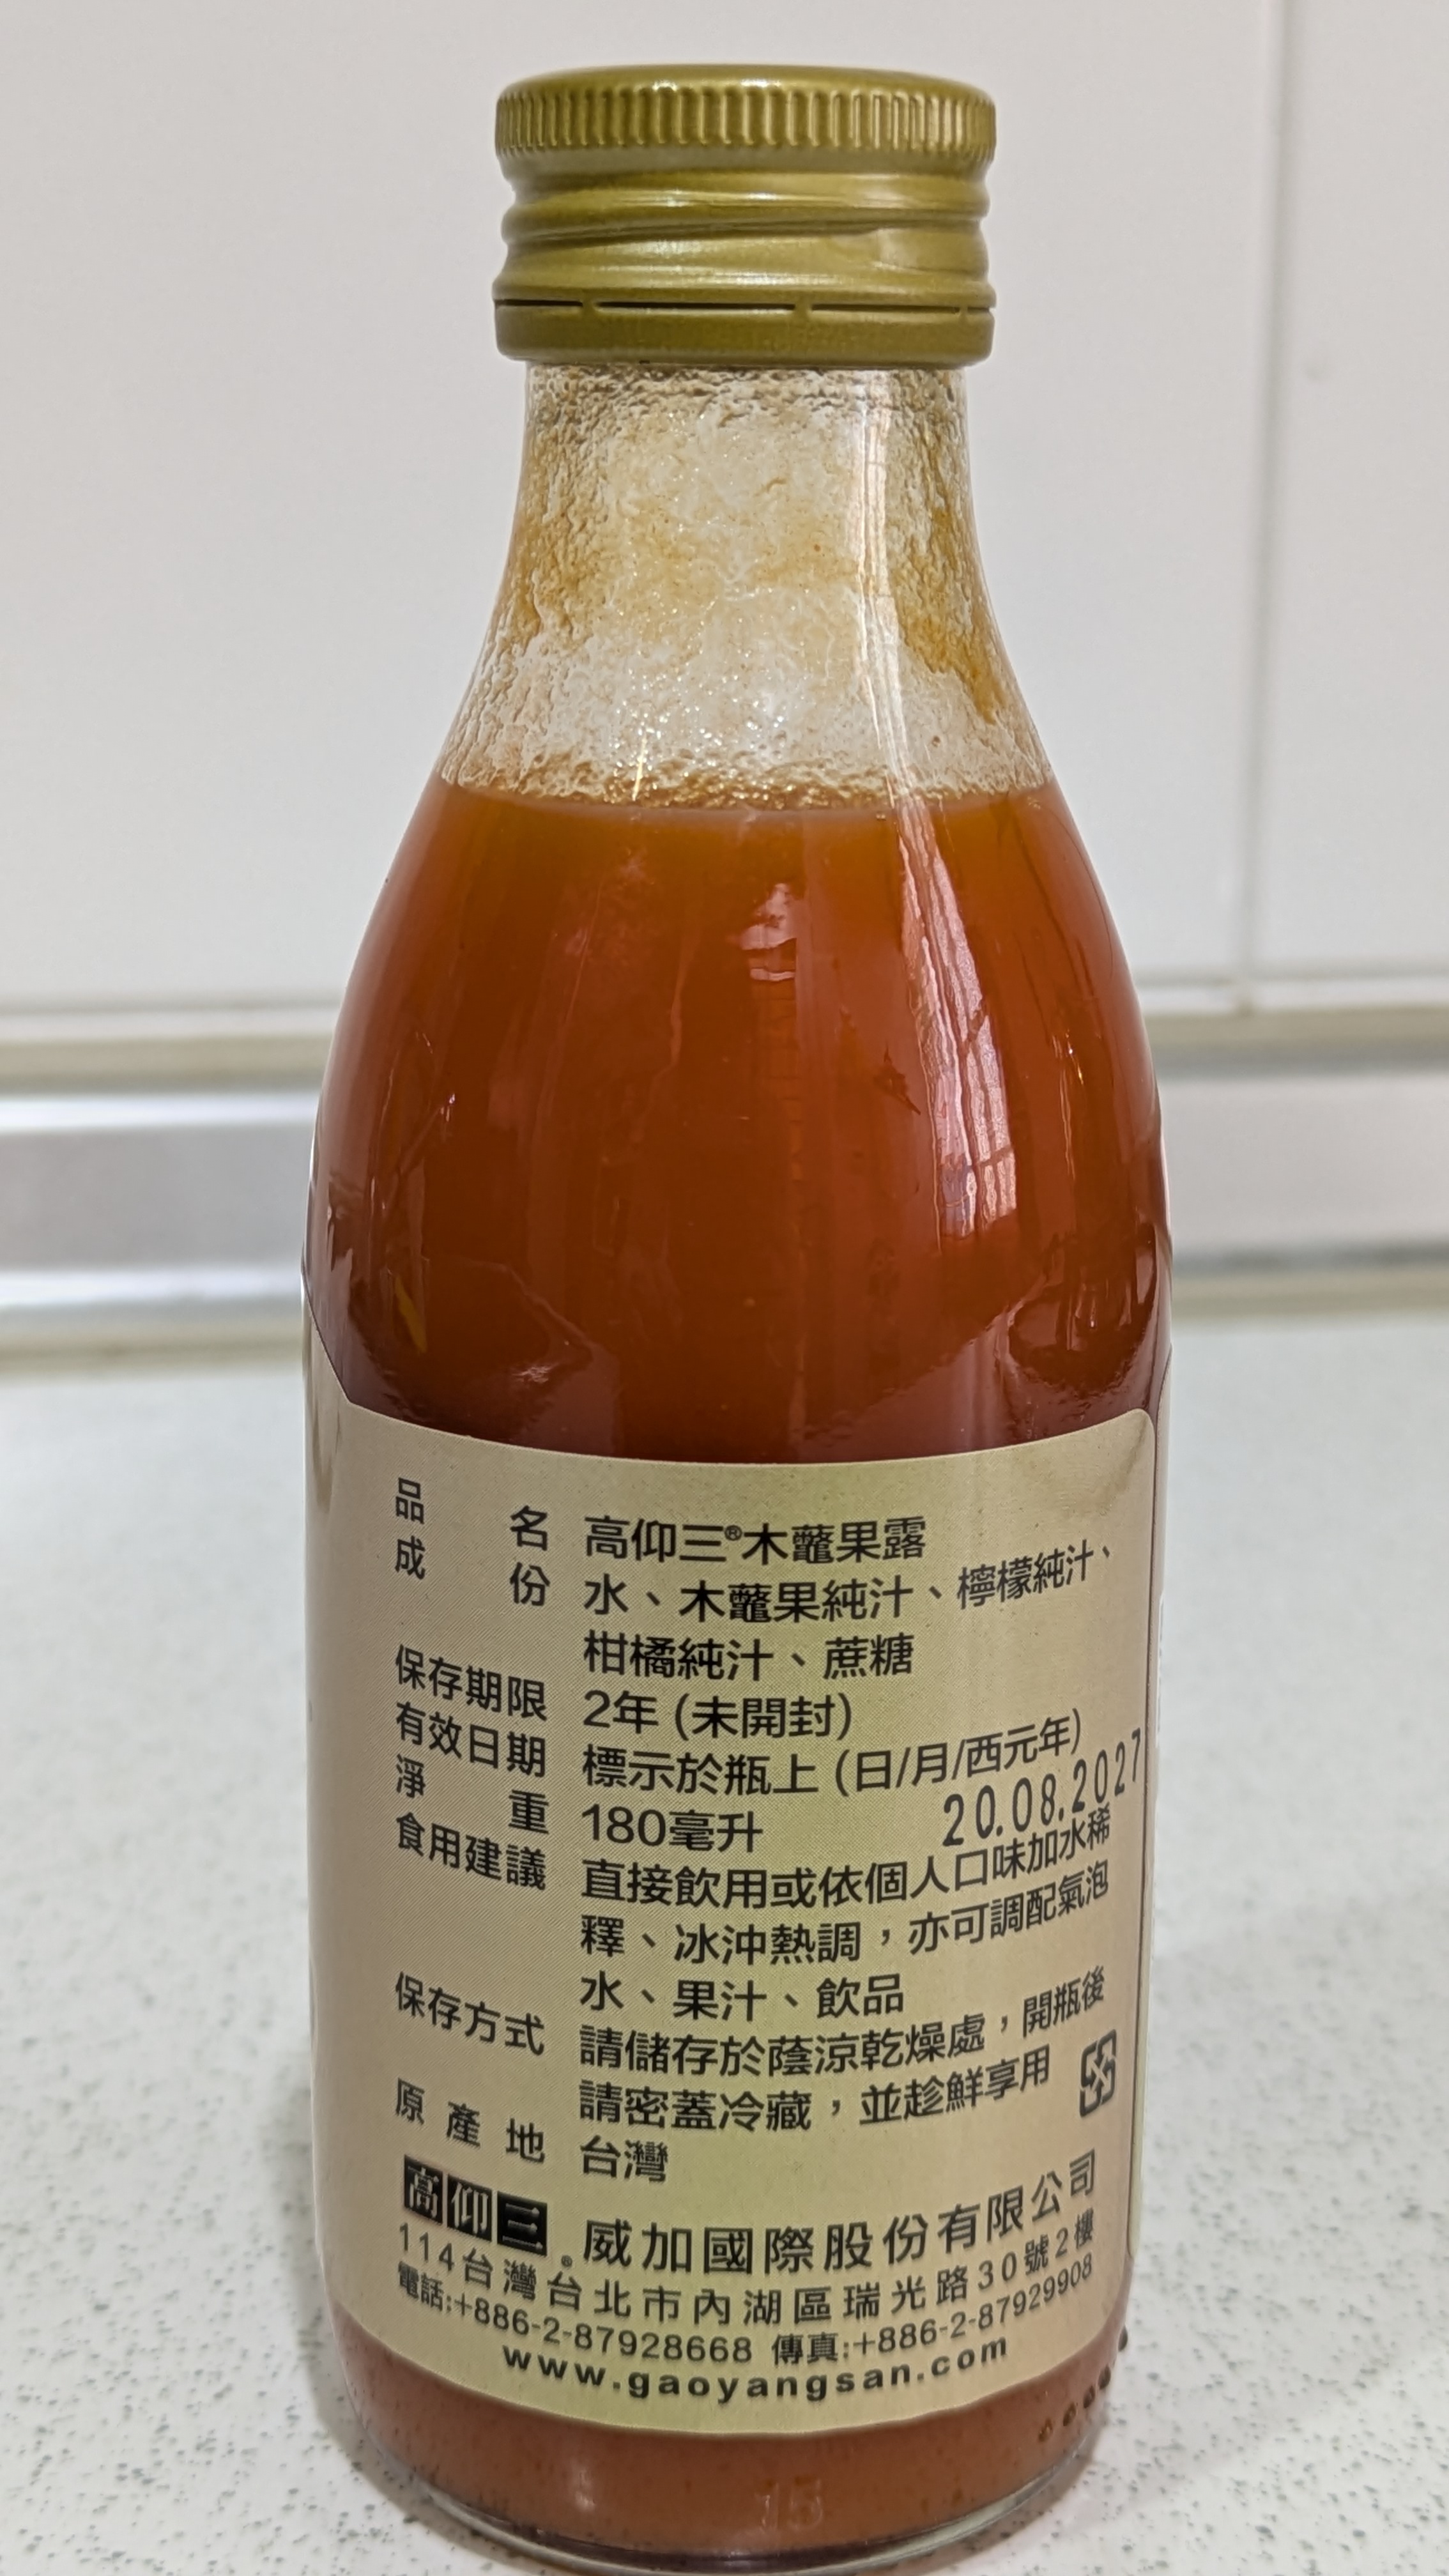 品名 高仰三®木虌果露
成份 水、木虌果純汁、檸檬純汁、
柑橘純汁、蔗糖
保存期限 2年 (未開封)
有效日期 標示於瓶上 (日/月/西元年)
20.08.2027
淨重 180毫升
食用建議 直接飲用或依個人口味加水稀
釋、冰沖熱調，亦可調配氣泡
水、果汁、飲品
保存方式 請儲存於蔭涼乾燥處，開瓶後
請密蓋冷藏，並趁鮮享用
原產地 台灣
高仰三® 威加國際股份有限公司
114台灣台北市內湖區瑞光路30號2樓
電話:+886-2-87928668 傳真:+886-2-87929908
www.gaoyangsan.com
15